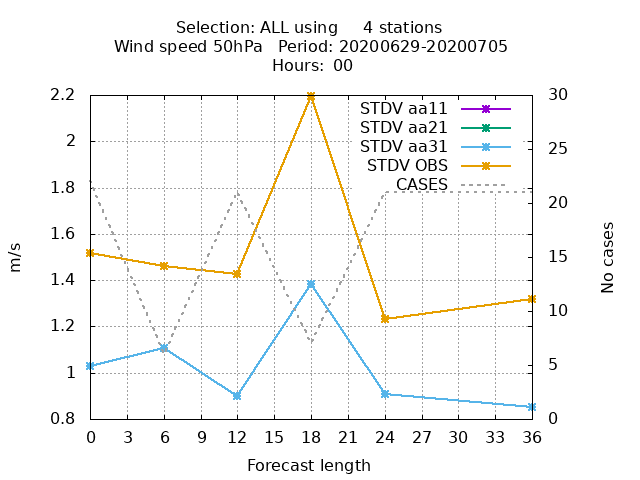 Selection: ALL using     4 stations
Wind speed 50hPa   Period: 20200629-20200705
Hours:  00
2.2
2
1.8
1.6
1.4
1.2
1
0.8
m/s
STDV aa11
STDV aa21
STDV aa31
STDV OBS
CASES
30
25
20
15
10
5
0
No cases
0 3 6 9 12 15 18 21 24 27 30 33 36
Forecast length